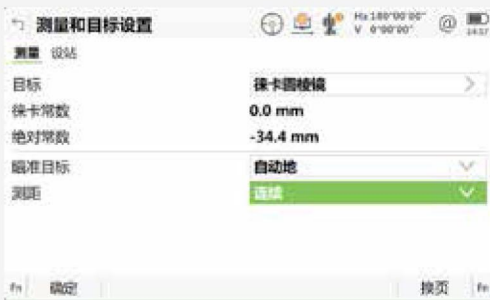 测量和目标设置
Hz 180°00'00"
V 0°00'00"
14:37
测量 设站
目标 徕卡圆棱镜
徕卡常数 0.0 mm
绝对常数 -34.4 mm
瞄准目标 自动地
测距 连续
Fn 确定 换页 Fn